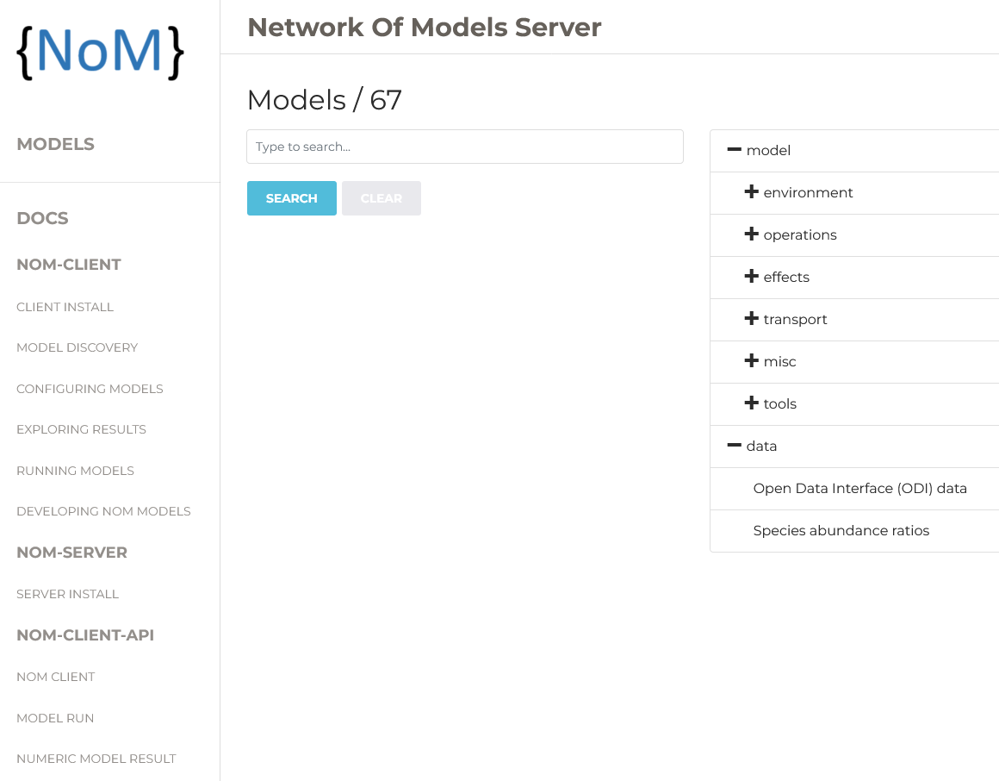 {NoM}
MODELS
DOCS
NOM-CLIENT
CLIENT INSTALL
MODEL DISCOVERY
CONFIGURING MODELS
EXPLORING RESULTS
RUNNING MODELS
DEVELOPING NOM MODELS
NOM-SERVER
SERVER INSTALL
NOM-CLIENT-API
NOM CLIENT
MODEL RUN
NUMERIC MODEL RESULT
Network Of Models Server
Models / 67
Type to search...
SEARCH CLEAR
model
environment
operations
effects
transport
misc
tools
data
Open Data Interface (ODI) data
Species abundance ratios